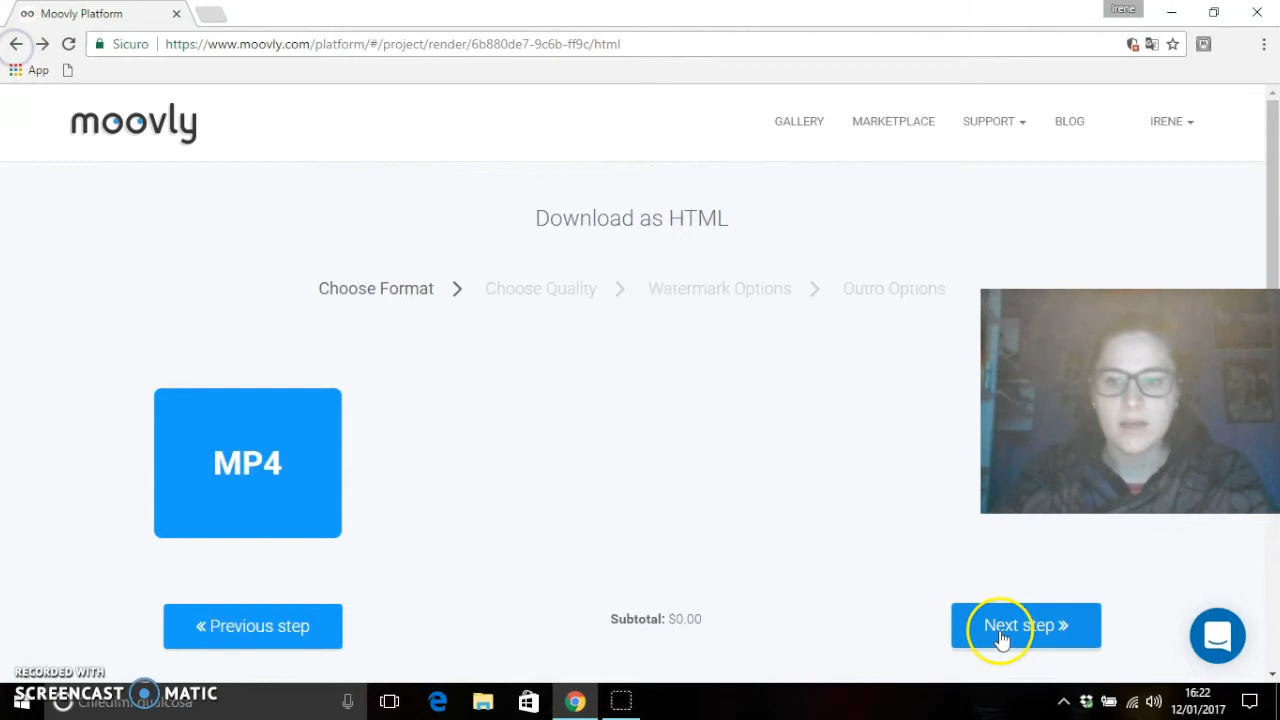 Moovly Platform
Irene
Sicuro https://www.moovly.com/platform/#/project/render/6b880de7-9c6b-ff9c/html
App
moovly
GALLERY MARKETPLACE SUPPORT BLOG IRENE
Download as HTML
Choose Format Choose Quality Watermark Options Outro Options
MP4
« Previous step
Subtotal: $0.00
Next step »
RECORDED WITH
SCREENCAST MATIC
Chiedimi qualcosa
16:22
12/01/2017